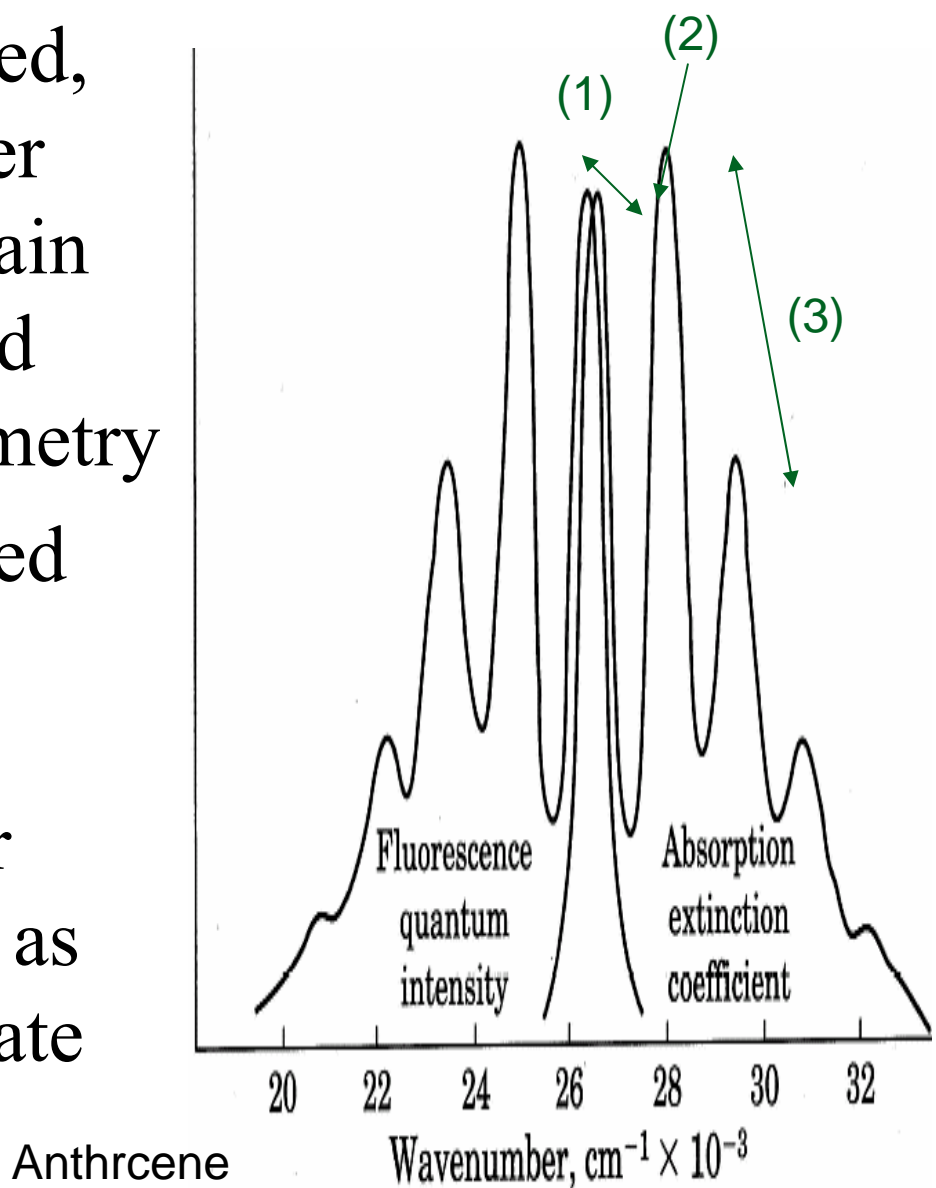 ed,
er
ain
d
metry
ed
r
as
ate
(2)
(1)
(3)
Fluorescence
quantum
intensity
Absorption
extinction
coefficient
20 22 24 26 28 30 32
Wavenumber, cm⁻¹ × 10⁻³
Anthrcene